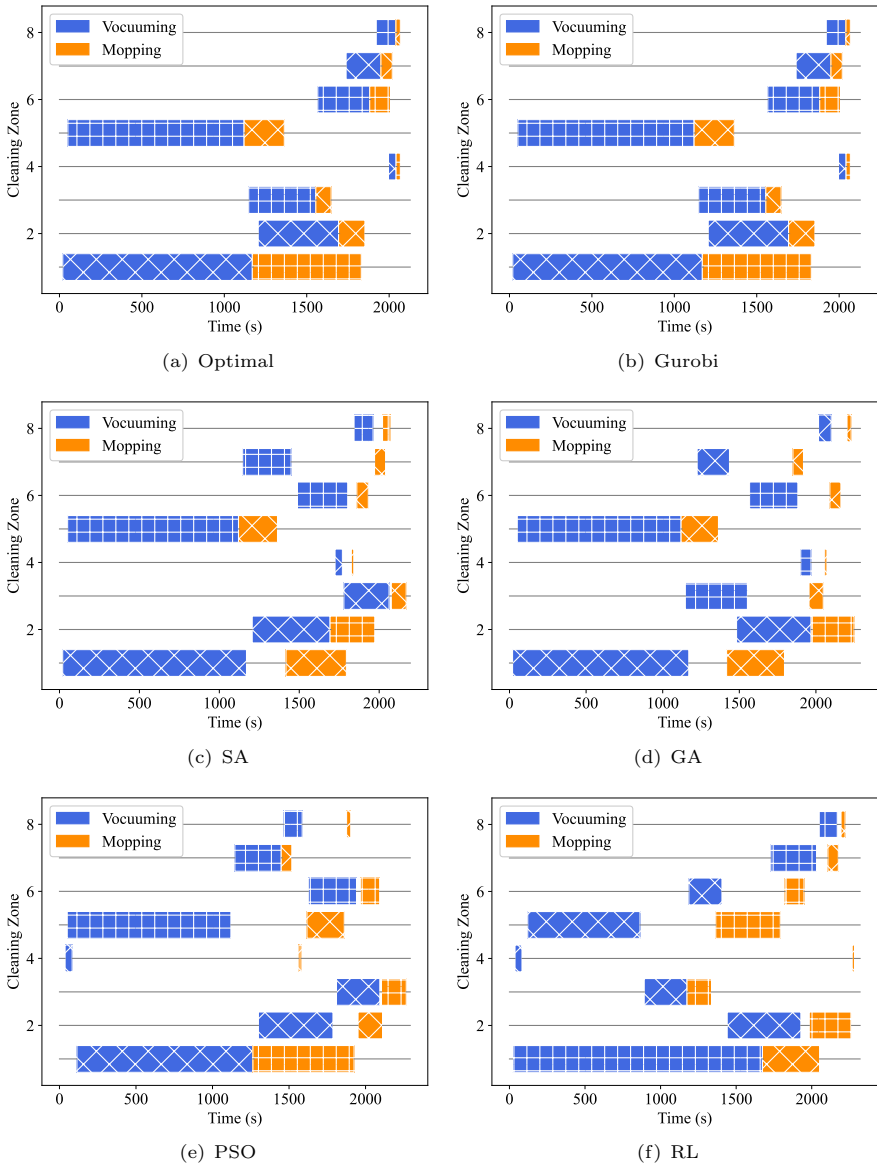 Vocuuming
Mopping
8
6
4
2
Cleaning Zone
0 500 1000 1500 2000
Time (s)
(a) Optimal
Vocuuming
Mopping
8
6
4
2
Cleaning Zone
0 500 1000 1500 2000
Time (s)
(b) Gurobi
Vocuuming
Mopping
8
6
4
2
Cleaning Zone
0 500 1000 1500 2000
Time (s)
(c) SA
Vocuuming
Mopping
8
6
4
2
Cleaning Zone
0 500 1000 1500 2000
Time (s)
(d) GA
Vocuuming
Mopping
8
6
4
2
Cleaning Zone
0 500 1000 1500 2000
Time (s)
(e) PSO
Vocuuming
Mopping
8
6
4
2
Cleaning Zone
0 500 1000 1500 2000
Time (s)
(f) RL